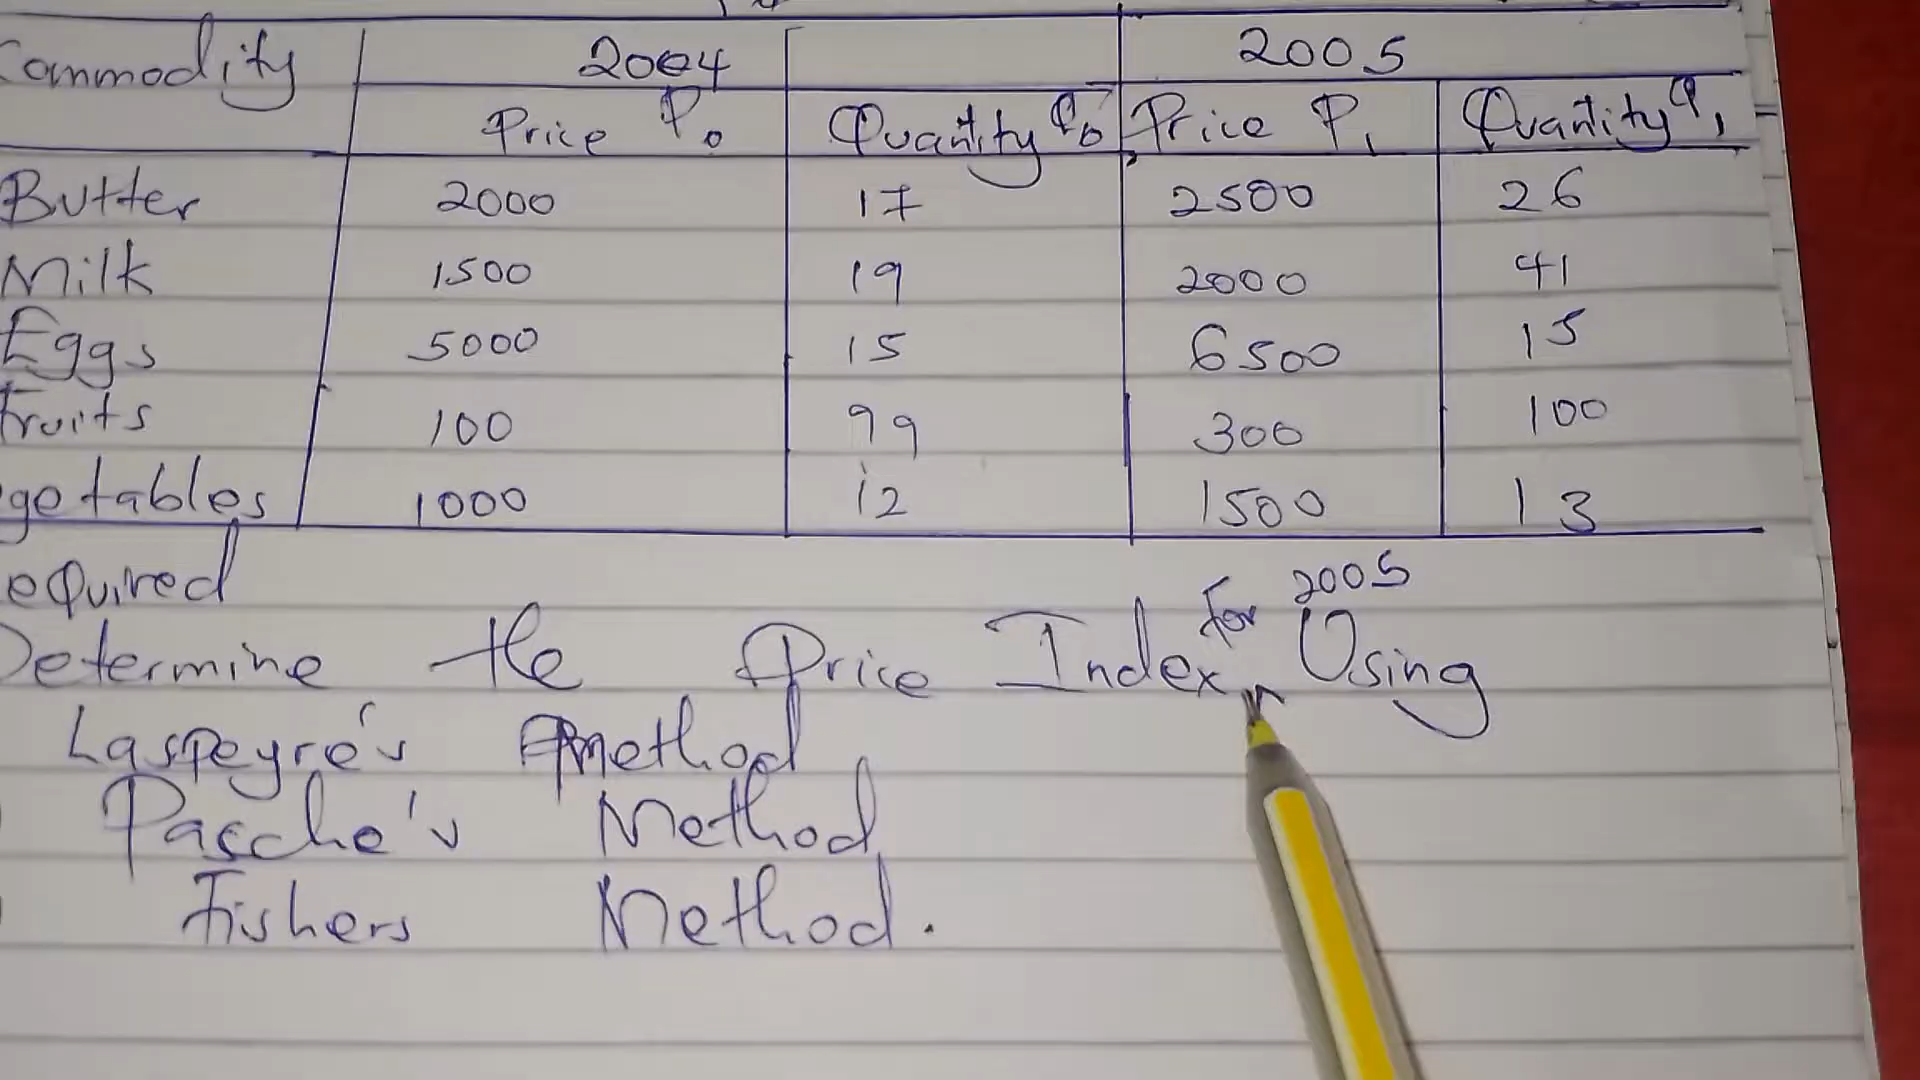 Commodity 2004 2005
Price P₀ Quantity q₀ Price P₁ Quantity q₁
Butter 2000 17 2500 26
Milk 1500 19 2000 41
Eggs 5000 15 6500 15
Fruits 100 99 300 100
getables 1000 12 1500 13
equired
Determine the Price Index For 2005 Using
Laspeyre's method
Pasche's Method
Fishers Method.